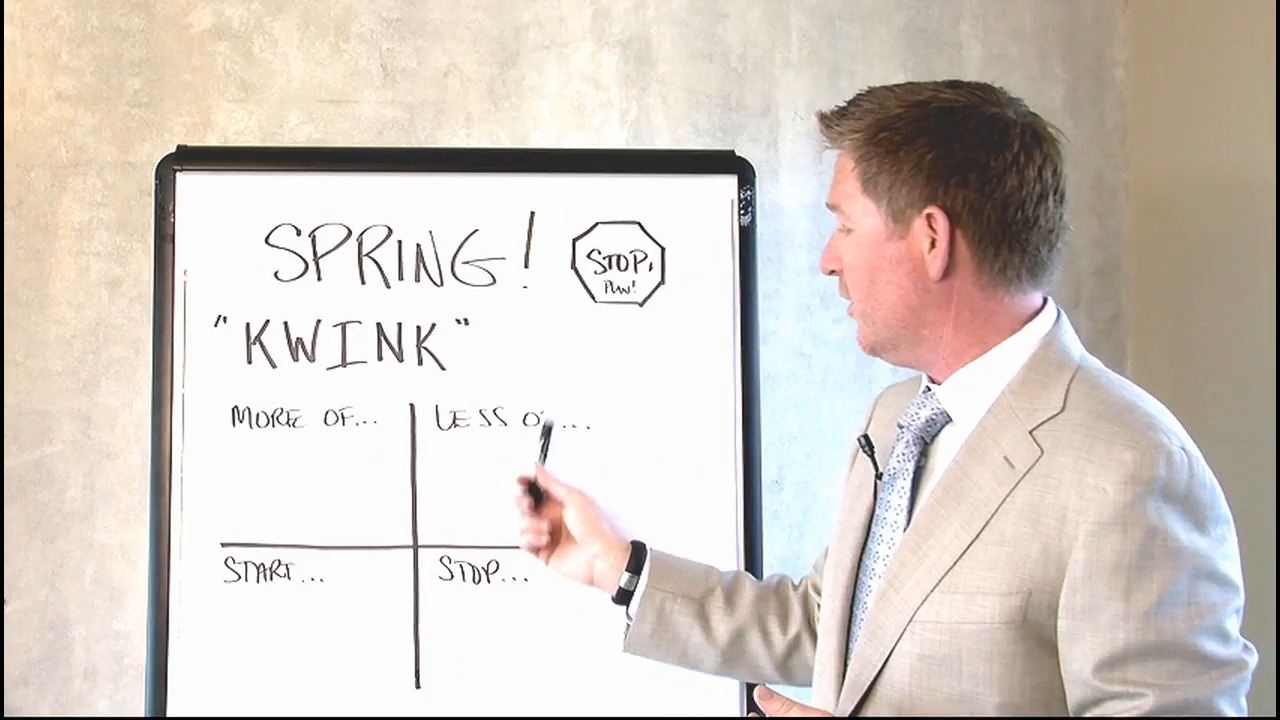 SPRING!
STOP,
PLAN!
"KWINK"
MORE OF... LESS OF...
START... STOP...